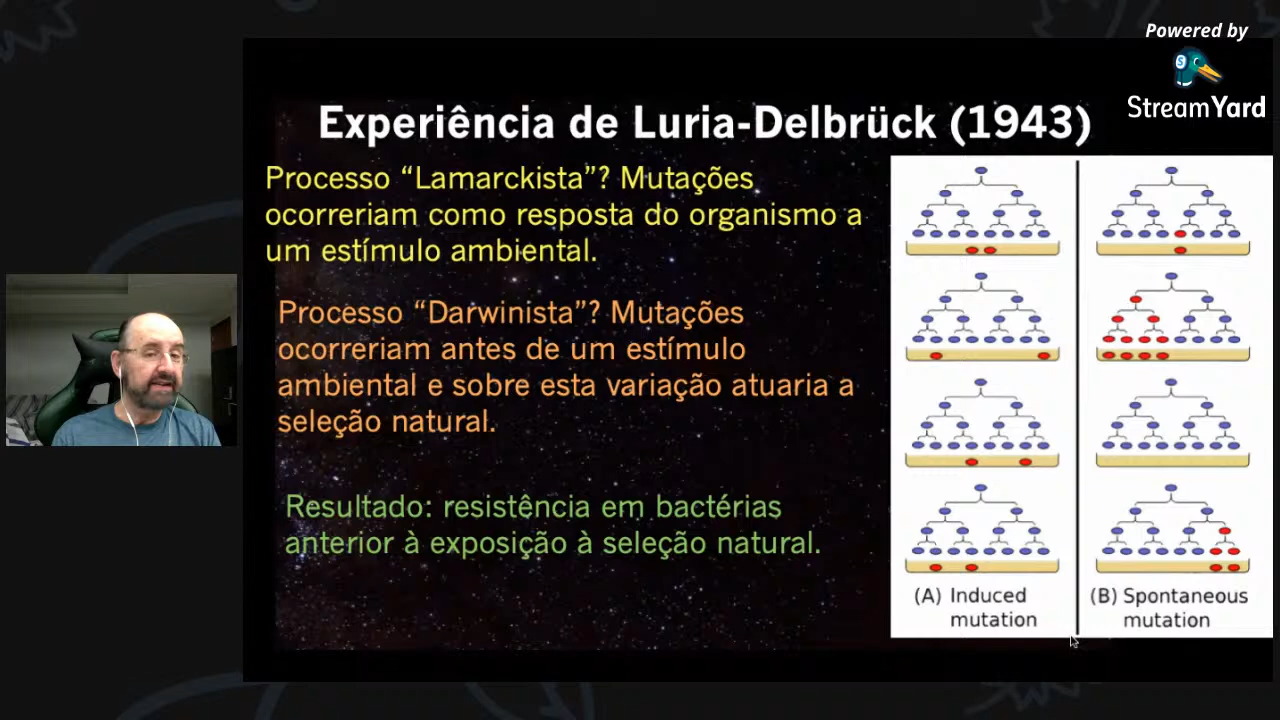 Powered by
StreamYard
Experiência de Luria-Delbrück (1943)
Processo “Lamarckista”? Mutações
ocorreriam como resposta do organismo a
um estímulo ambiental.
Processo “Darwinista”? Mutações
ocorreriam antes de um estímulo
ambiental e sobre esta variação atuaria a
seleção natural.
Resultado: resistência em bactérias
anterior à exposição à seleção natural.
(A) Induced
mutation
(B) Spontaneous
mutation